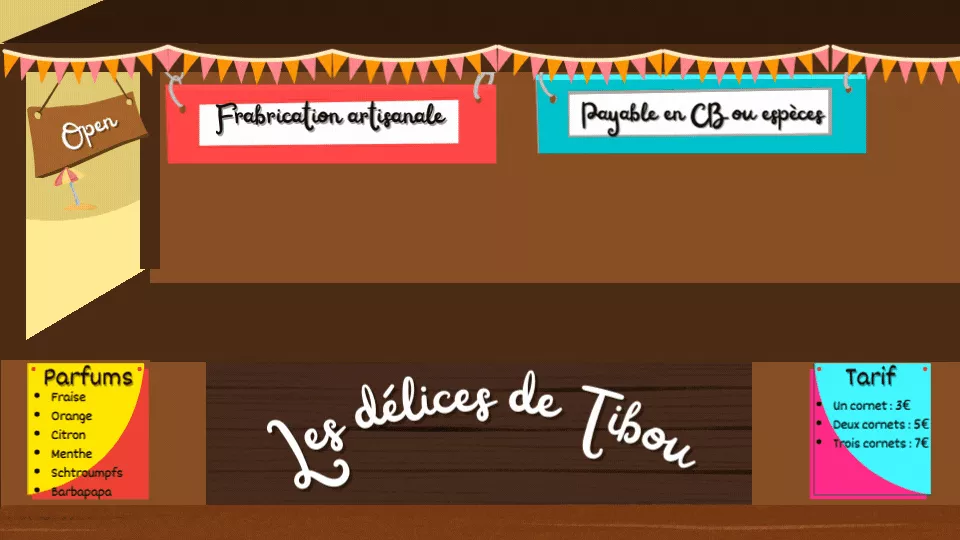 Open
Frabrication artisanale
Payable en CB ou espèces
Parfums
• Fraise
• Orange
• Citron
• Menthe
• Schtroumpfs
• Barbapapa
Les délices de Tibou
Tarif
• Un cornet : 3€
• Deux cornets : 5€
• Trois cornets : 7€